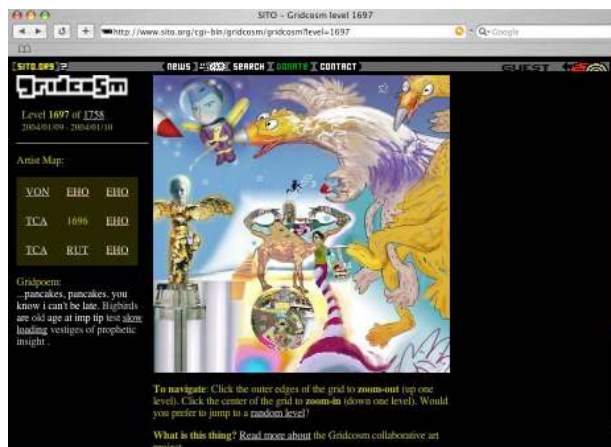 SITO - Gridcosm level 1697
http://www.sito.org/cgi-bin/gridcosm/gridcosm?level=1697
Google
[SITO.ORG]
news
SEARCH
DONATE
CONTACT
GUEST
gridcosm
Level 1697 of 1758
2004/01/09 - 2004/01/10
Artist Map:
VON EHO EHO
TCA 1696 EHO
TCA RUT EHO
Gridpoem:
...pancakes, pancakes. you
know i can't be late. Bigbirds
are old age at imp tip test slow
loading vestiges of prophetic
insight .
To navigate: Click the outer edges of the grid to zoom-out (up one
level). Click the center of the grid to zoom-in (down one level). Would
you prefer to jump to a random level?
What is this thing? Read more about the Gridcosm collaborative art